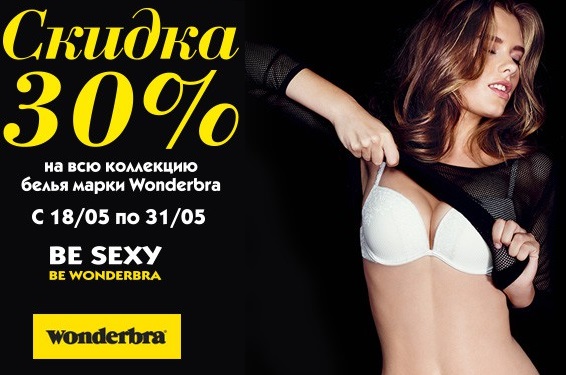 Скидка
30%
на всю коллекцию
белья марки Wonderbra
С 18/05 по 31/05
BE SEXY
BE WONDERBRA
wonderbra